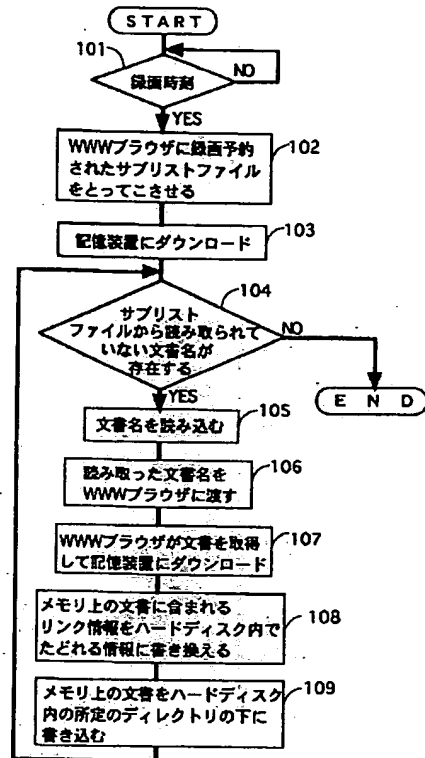 START
101
録画時刻
NO
YES
WWWブラウザに録画予約
されたサブリストファイル
をとってこさせる
102
記憶装置にダウンロード
103
104
サブリスト
ファイルから読み取られて
いない文書名が
存在する
NO
YES
END
文書名を読み込む
105
読み取った文書名を
WWWブラウザに渡す
106
WWWブラウザが文書を取得
して記憶装置にダウンロード
107
メモリ上の文書に含まれる
リンク情報をハードディスク内で
たどれる情報に書き換える
108
メモリ上の文書をハードディスク
内の所定のディレクトリの下に
書き込む
109